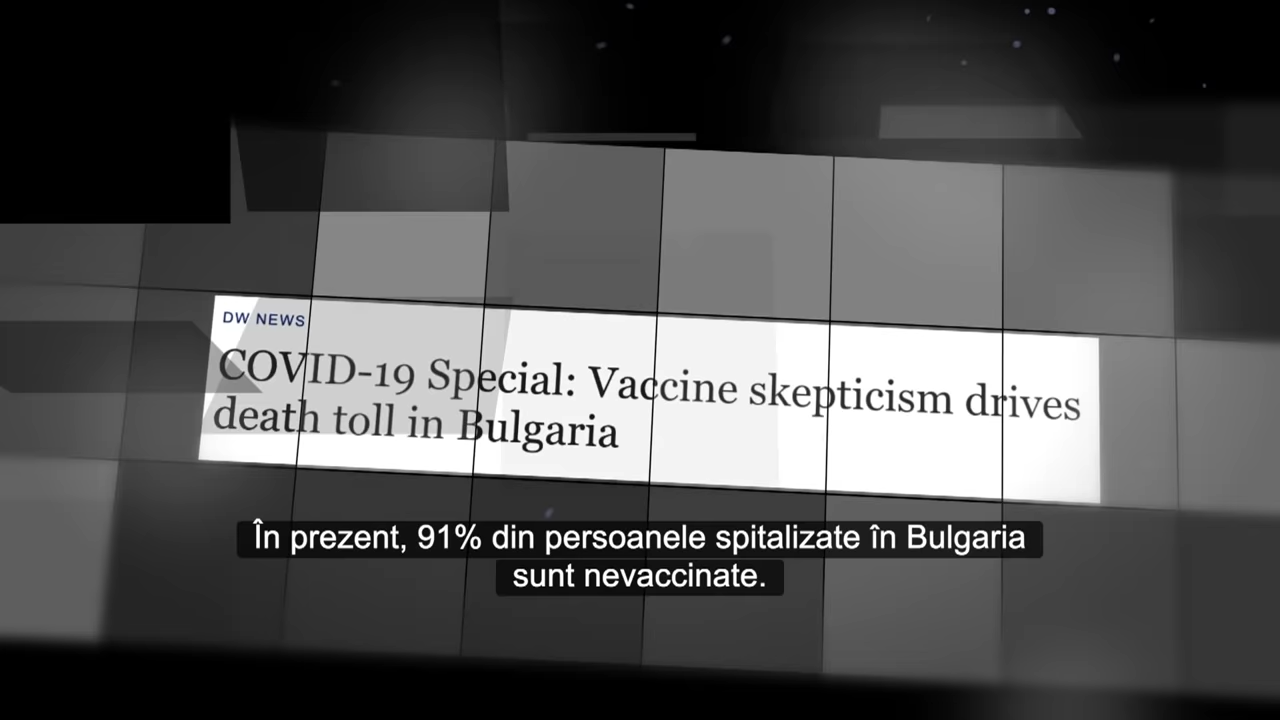 DW NEWS
COVID-19 Special: Vaccine skepticism drives
death toll in Bulgaria
În prezent, 91% din persoanele spitalizate în Bulgaria
sunt nevaccinate.